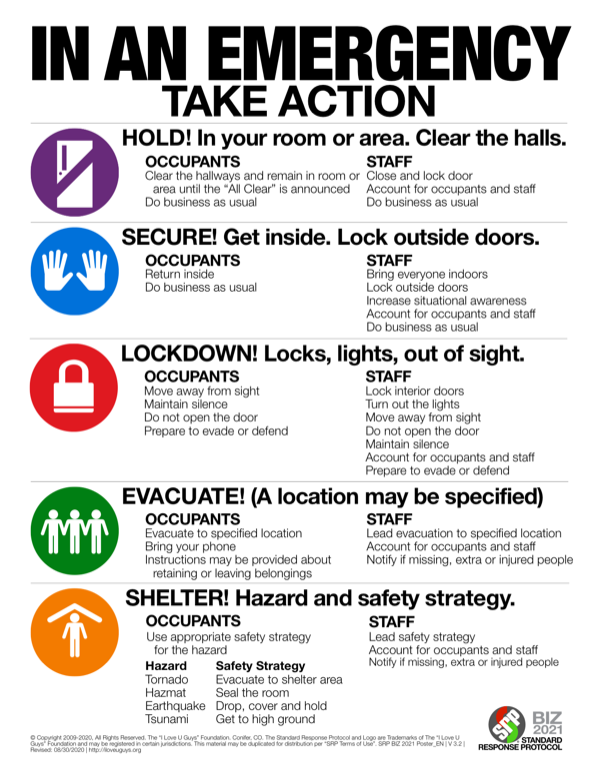 IN AN EMERGENCY
TAKE ACTION
HOLD! In your room or area. Clear the halls.
OCCUPANTS
Clear the hallways and remain in room or
area until the “All Clear” is announced
Do business as usual
STAFF
Close and lock door
Account for occupants and staff
Do business as usual
SECURE! Get inside. Lock outside doors.
OCCUPANTS
Return inside
Do business as usual
STAFF
Bring everyone indoors
Lock outside doors
Increase situational awareness
Account for occupants and staff
Do business as usual
LOCKDOWN! Locks, lights, out of sight.
OCCUPANTS
Move away from sight
Maintain silence
Do not open the door
Prepare to evade or defend
STAFF
Lock interior doors
Turn out the lights
Move away from sight
Do not open the door
Maintain silence
Account for occupants and staff
Prepare to evade or defend
EVACUATE! (A location may be specified)
OCCUPANTS
Evacuate to specified location
Bring your phone
Instructions may be provided about
retaining or leaving belongings
STAFF
Lead evacuation to specified location
Account for occupants and staff
Notify if missing, extra or injured people
SHELTER! Hazard and safety strategy.
OCCUPANTS
Use appropriate safety strategy
for the hazard
Hazard Safety Strategy
Tornado Evacuate to shelter area
Hazmat Seal the room
Earthquake Drop, cover and hold
Tsunami Get to high ground
STAFF
Lead safety strategy
Account for occupants and staff
Notify if missing, extra or injured people
© Copyright 2009-2020, All Rights Reserved. The “I Love U Guys” Foundation. Conifer, CO. The Standard Response Protocol and Logo are Trademarks of The “I Love U
Guys” Foundation and may be registered in certain jurisdictions. This material may be duplicated for distribution per “SRP Terms of Use”. SRP BIZ 2021 Poster_EN | V 3.2 |
Revised: 08/30/2020 | http://iloveuguys.org
SRP
BIZ
2021
STANDARD
RESPONSE PROTOCOL